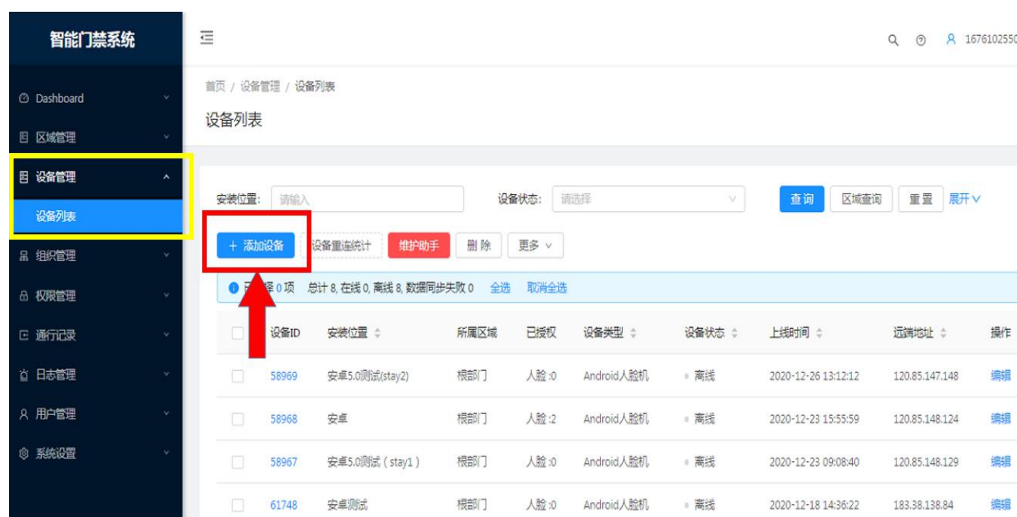 智能门禁系统
1676102550
Dashboard
区域管理
设备管理
设备列表
组织管理
权限管理
通行记录
日志管理
用户管理
系统设置
首页 / 设备管理 / 设备列表
设备列表
安装位置: 请输入 设备状态: 请选择 查询 区域查询 重置 展开
+ 添加设备 设备重连统计 维护助手 删除 更多
择 0 项 总计 8, 在线 0, 离线 8, 数据同步失败 0 全选 取消全选
设备ID 安装位置 所属区域 已授权 设备类型 设备状态 上线时间 远端地址 操作
58969 安卓5.0测试(stay2) 根部门 人脸:0 Android人脸机 离线 2020-12-26 13:12:12 120.85.147.148 编辑
58968 安卓 根部门 人脸:2 Android人脸机 离线 2020-12-23 15:55:59 120.85.148.124 编辑
58967 安卓5.0测试 ( stay1 ) 根部门 人脸:0 Android人脸机 离线 2020-12-23 09:08:40 120.85.148.129 编辑
61748 安卓测试 根部门 人脸:0 Android人脸机 离线 2020-12-18 14:36:22 183.38.138.84 编辑